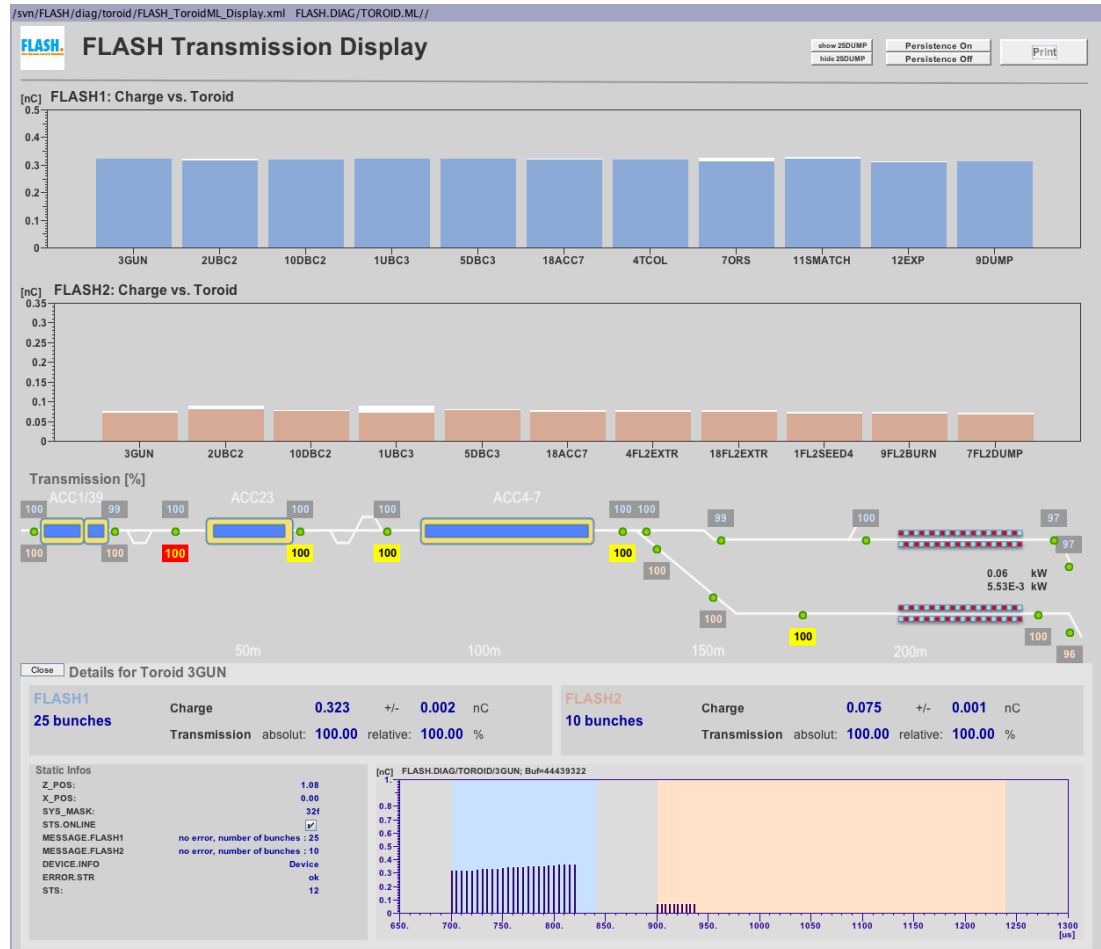 /svn/FLASH/diag/toroid/FLASH_ToroidML_Display.xml FLASH.DIAG/TOROID.ML//
FLASH.
FLASH Transmission Display
show 2SDUMP
hide 2SDUMP
Persistence On
Persistence Off
Print
[nC] FLASH1: Charge vs. Toroid
0.5
0.4
0.3
0.2
0.1
0
3GUN 2UBC2 10DBC2 1UBC3 5DBC3 18ACC7 4TCOL 7ORS 11SMATCH 12EXP 9DUMP
[nC] FLASH2: Charge vs. Toroid
0.35
0.3
0.25
0.2
0.15
0.1
0.05
0
3GUN 2UBC2 10DBC2 1UBC3 5DBC3 18ACC7 4FL2EXTR 18FL2EXTR 1FL2SEED4 9FL2BURN 7FL2DUMP
Transmission [%]
ACC1/39 ACC23 ACC4-7
100 99 100 100 100 100 100 99 100 97
97
100 100 100 100 100 100
100
0.06 kW
5.53E-3 kW
100
100 100
96
50m 100m 150m 200m
Close Details for Toroid 3GUN
FLASH1
25 bunches
Charge 0.323 +/- 0.002 nC
Transmission absolut: 100.00 relative: 100.00 %
FLASH2
10 bunches
Charge 0.075 +/- 0.001 nC
Transmission absolut: 100.00 relative: 100.00 %
Static Infos
Z_POS: 1.08
X_POS: 0.00
SYS_MASK: 32f
STS.ONLINE
MESSAGE.FLASH1 no error, number of bunches : 25
MESSAGE.FLASH2 no error, number of bunches : 10
DEVICE.INFO Device
ERROR.STR ok
STS: 12
[nC] FLASH.DIAG/TOROID/3GUN; Buf=44439322
1.
0.8
0.7
0.6
0.5
0.4
0.3
0.2
0.1
0
650. 700. 750. 800. 850. 900. 950. 1000 1050 1100 1150 1200 1250 1300
[us]